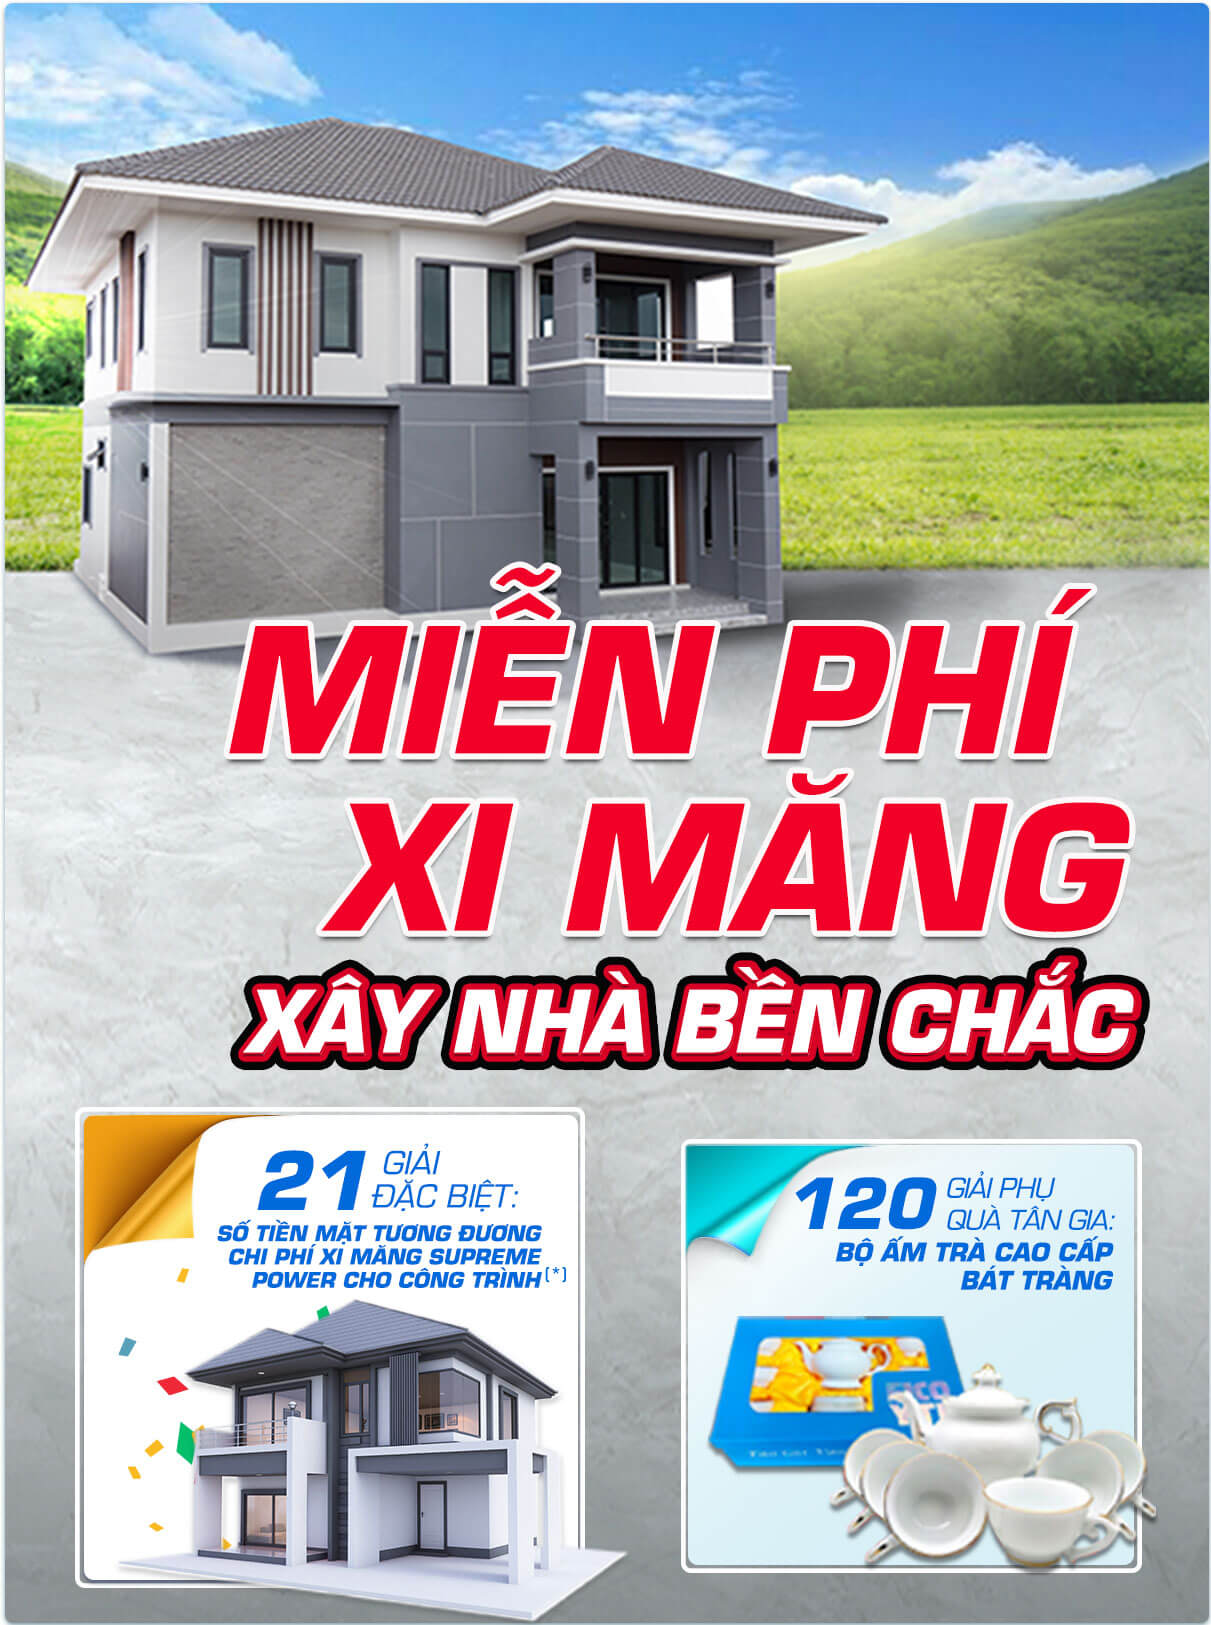 MIỄN PHÍ
XI MĂNG
XÂY NHÀ BỀN CHẮC
21 GIẢI
ĐẶC BIỆT:
SỐ TIỀN MẶT TƯƠNG ĐƯƠNG
CHI PHÍ XI MĂNG SUPREME
POWER CHO CÔNG TRÌNH(*)
120 GIẢI PHỤ
QUÀ TÂN GIA:
BỘ ẤM TRÀ CAO CẤP
BÁT TRÀNG